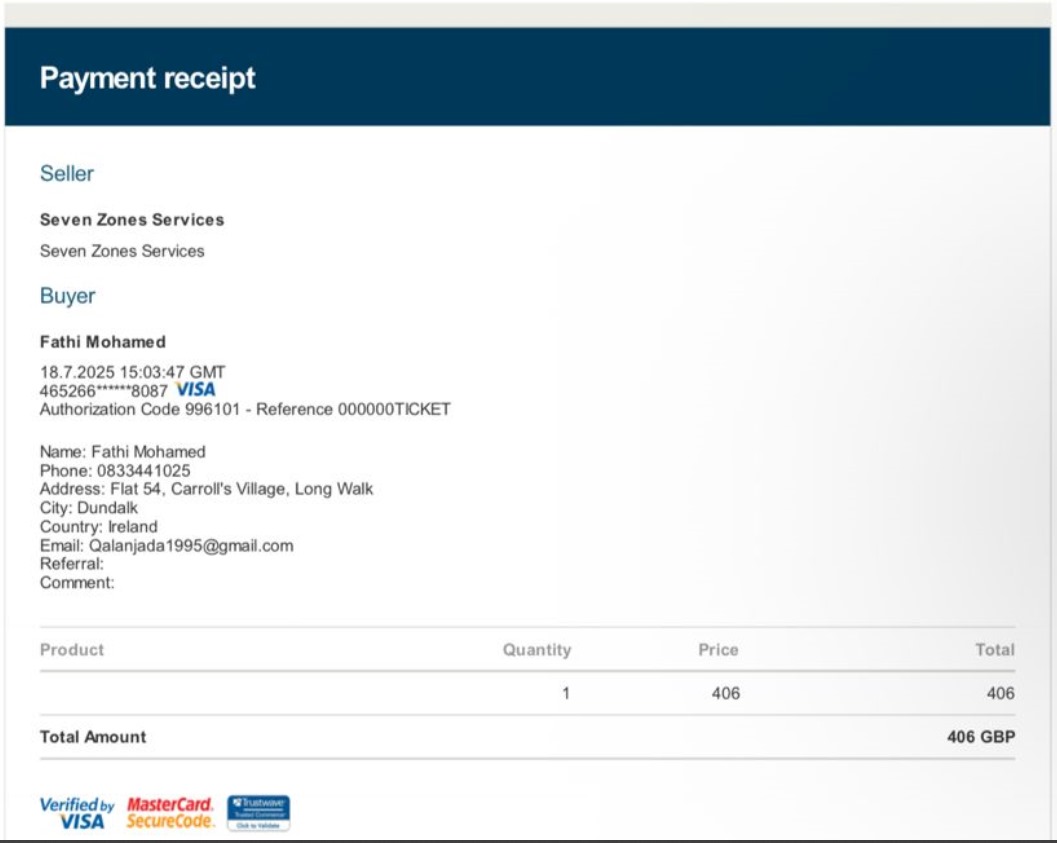 Payment receipt
Seller
Seven Zones Services
Seven Zones Services
Buyer
Fathi Mohamed
18.7.2025 15:03:47 GMT
465266******8087 VISA
Authorization Code 996101 - Reference 000000TICKET
Name: Fathi Mohamed
Phone: 0833441025
Address: Flat 54, Carroll's Village, Long Walk
City: Dundalk
Country: Ireland
Email: Qalanjada1995@gmail.com
Referral:
Comment:
Product Quantity Price Total
1 406 406
Total Amount 406 GBP
Verified by VISA MasterCard. SecureCode. Trustwave Trusted Commerce Click to Validate